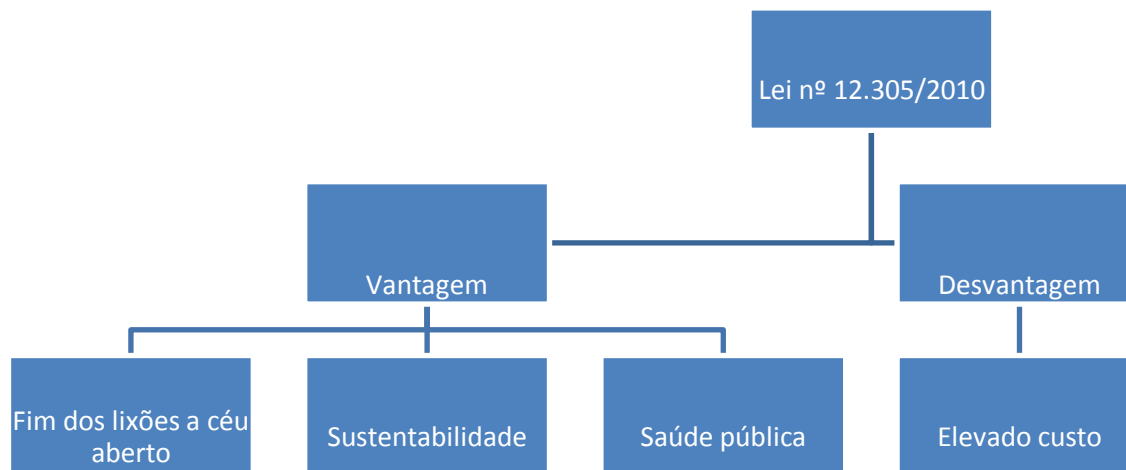 Lei nº 12.305/2010
Vantagem
Desvantagem
Fim dos lixões a céu
aberto
Sustentabilidade
Saúde pública
Elevado custo